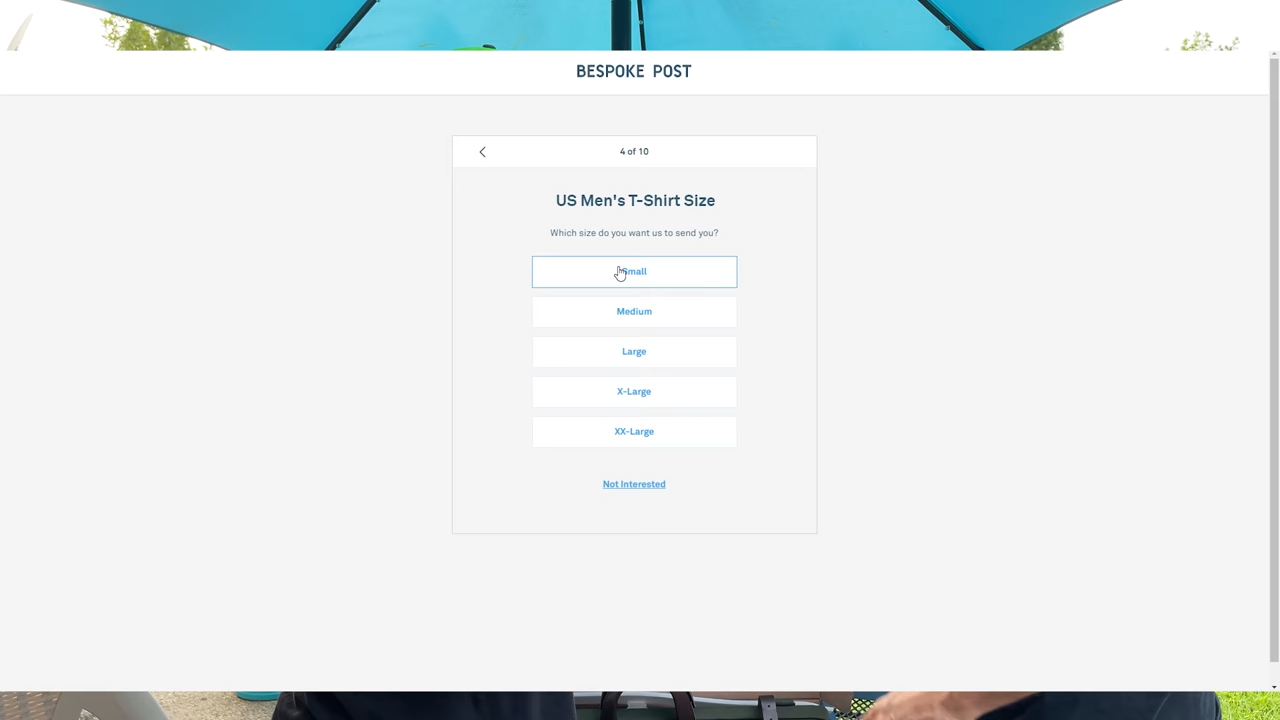 BESPOKE POST
4 of 10
US Men's T-Shirt Size
Which size do you want us to send you?
Small
Medium
Large
X-Large
XX-Large
Not Interested